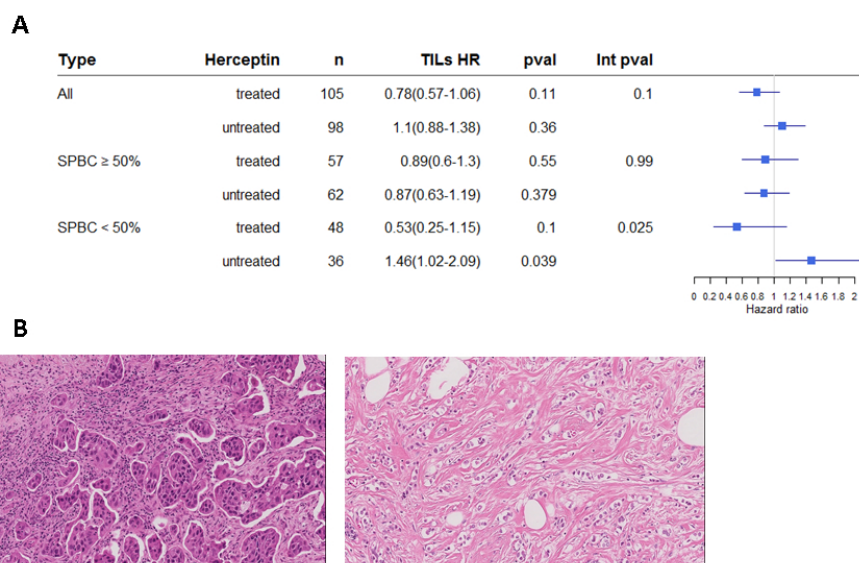 A
Type Herceptin n TILs HR pval Int pval
All treated 105 0.78(0.57-1.06) 0.11 0.1
untreated 98 1.1(0.88-1.38) 0.36
SPBC ≥ 50% treated 57 0.89(0.6-1.3) 0.55 0.99
untreated 62 0.87(0.63-1.19) 0.379
SPBC < 50% treated 48 0.53(0.25-1.15) 0.1 0.025
untreated 36 1.46(1.02-2.09) 0.039
0 0.2 0.4 0.6 0.8 1 1.2 1.4 1.6 1.8 2
Hazard ratio
B